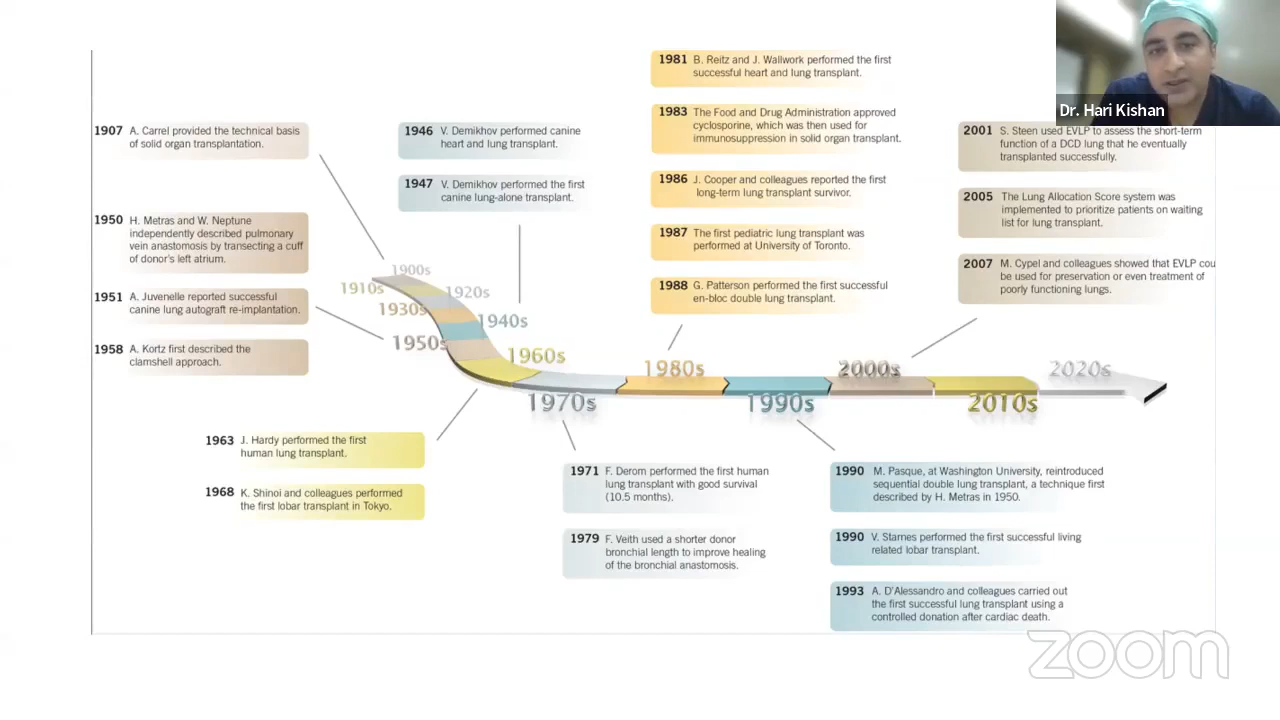 Dr. Hari Kishan
1907 A. Carrel provided the technical basis
of solid organ transplantation.
1950 H. Metras and W. Neptune
independently described pulmonary
vein anastomosis by transecting a cuff
of donor's left atrium.
1951 A. Juvenelle reported successful
canine lung autograft re-implantation.
1958 A. Kortz first described the
clamshell approach.
1946 V. Demikhov performed canine
heart and lung transplant.
1947 V. Demikhov performed the first
canine lung-alone transplant.
1981 B. Reitz and J. Wallwork performed the first
successful heart and lung transplant.
1983 The Food and Drug Administration approved
cyclosporine, which was then used for
immunosuppression in solid organ transplant.
1986 J. Cooper and colleagues reported the first
long-term lung transplant survivor.
1987 The first pediatric lung transplant was
performed at University of Toronto.
1988 G. Patterson performed the first successful
en-bloc double lung transplant.
2001 S. Steen used EVLP to assess the short-term
function of a DCD lung that he eventually
transplanted successfully.
2005 The Lung Allocation Score system was
implemented to prioritize patients on waiting
list for lung transplant.
2007 M. Cypel and colleagues showed that EVLP cou
be used for preservation or even treatment of
poorly functioning lungs.
1900s
1910s
1920s
1930s
1940s
1950s
1960s
1970s
1980s
1990s
2000s
2010s
2020s
1963 J. Hardy performed the first
human lung transplant.
1968 K. Shinoi and colleagues performed
the first lobar transplant in Tokyo.
1971 F. Derom performed the first human
lung transplant with good survival
(10.5 months).
1979 F. Veith used a shorter donor
bronchial length to improve healing
of the bronchial anastomosis.
1990 M. Pasque, at Washington University, reintroduced
sequential double lung transplant, a technique first
described by H. Metras in 1950.
1990 V. Starnes performed the first successful living
related lobar transplant.
1993 A. D'Alessandro and colleagues carried out
the first successful lung transplant using a
controlled donation after cardiac death.
zoom